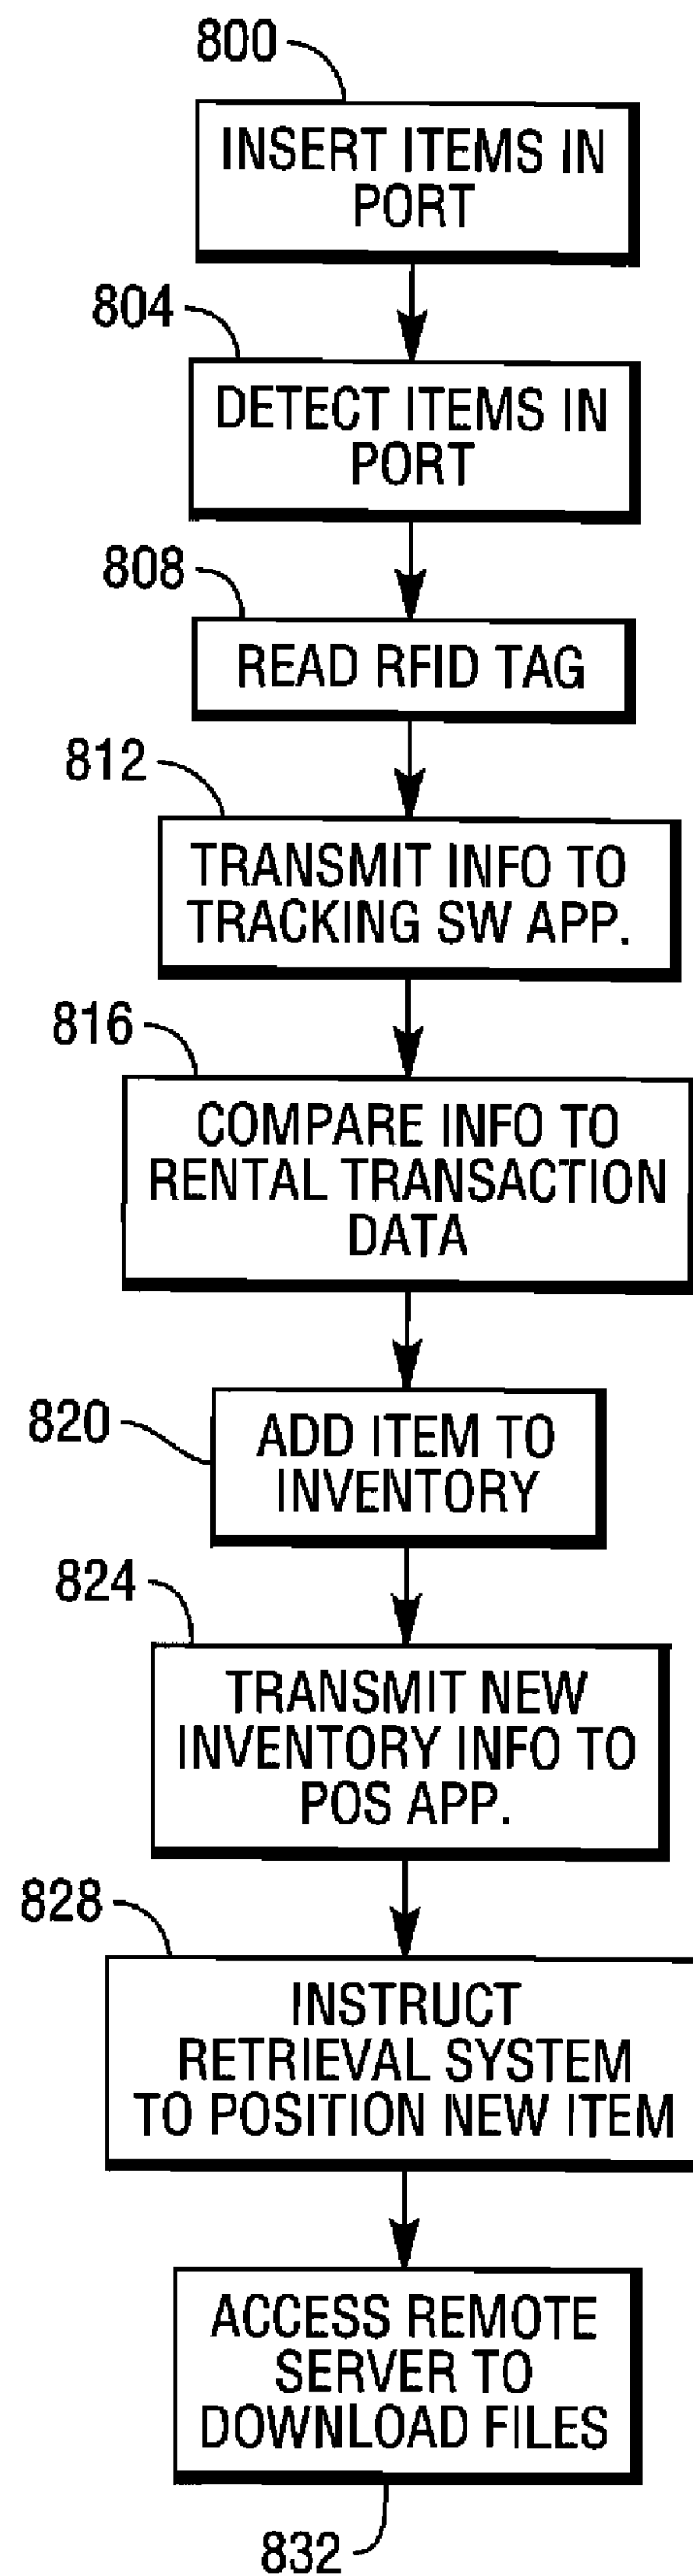 800
INSERT ITEMS IN
PORT
804
DETECT ITEMS IN
PORT
808
READ RFID TAG
812
TRANSMIT INFO TO
TRACKING SW APP.
816
COMPARE INFO TO
RENTAL TRANSACTION
DATA
820
ADD ITEM TO
INVENTORY
824
TRANSMIT NEW
INVENTORY INFO TO
POS APP.
828
INSTRUCT
RETRIEVAL SYSTEM
TO POSITION NEW ITEM
ACCESS REMOTE
SERVER TO
DOWNLOAD FILES
832